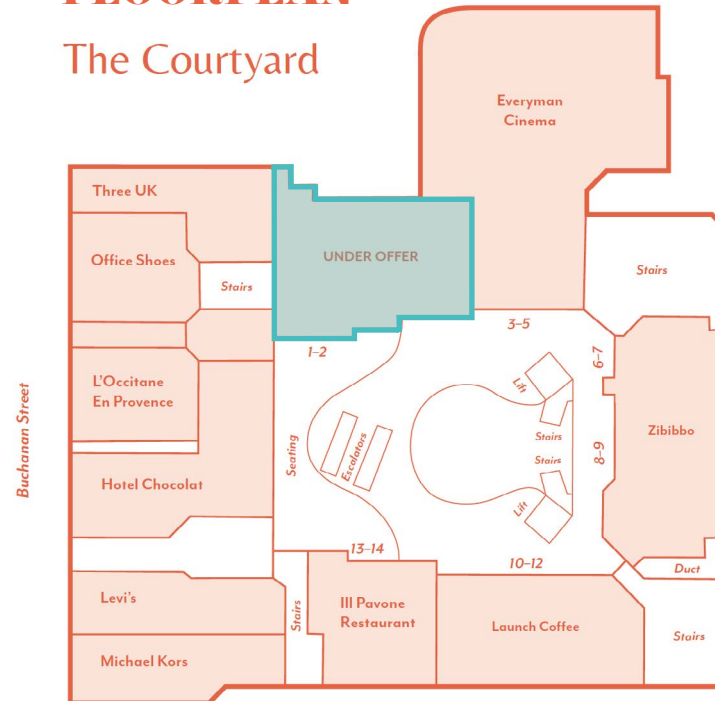 FLOORPLAN
The Courtyard
Everyman
Cinema
Three UK
Office Shoes
Stairs
UNDER OFFER
Stairs
1–2
3–5
6–7
L'Occitane
En Provence
Lift
Buchanan Street
Seating
Escalators
Stairs
Stairs
8–9
Zibibbo
Hotel Chocolat
Lift
13–14
10–12
Duct
Levi's
Stairs
Ill Pavone
Restaurant
Launch Coffee
Stairs
Michael Kors